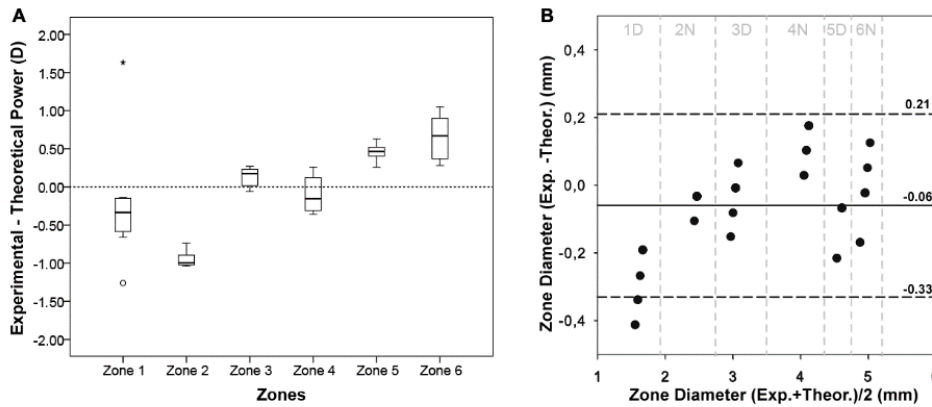 A
Experimental - Theoretical Power (D)
2.00
1.50
1.00
0.50
0.00
-0.50
-1.00
-1.50
-2.00
Zone 1 Zone 2 Zone 3 Zone 4 Zone 5 Zone 6
Zones
B
Zone Diameter (Exp. -Theor.) (mm)
1D 2N 3D 4N 5D 6N
0,4
0,2
0,0
-0,2
-0,4
0.21
-0.06
-0.33
1 2 3 4 5
Zone Diameter (Exp.+Theor.)/2 (mm)